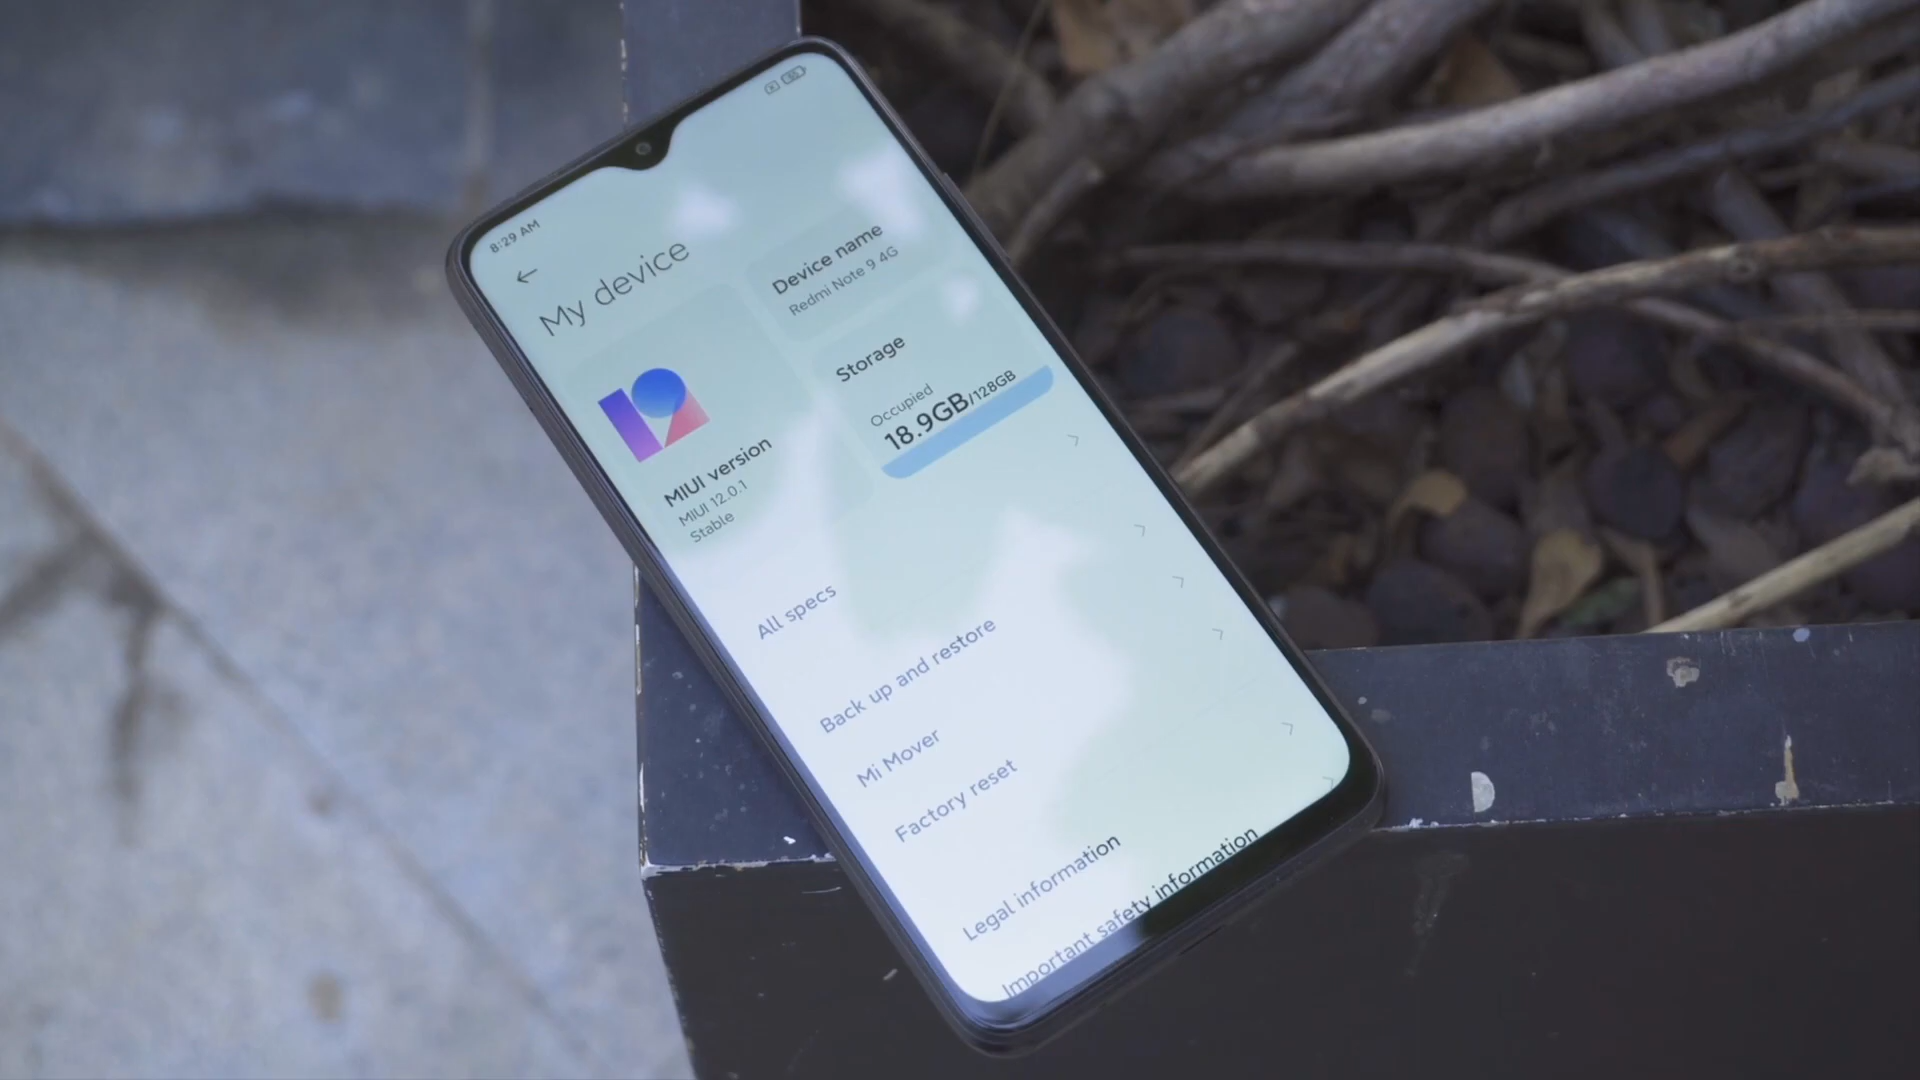 8:29 AM
My device
MIUI version
MIUI 12.0.1
Stable
Device name
Redmi Note 9 4G
Storage
Occupied
18.9GB/128GB
All specs
Back up and restore
Mi Mover
Factory reset
Legal information
Important safety information